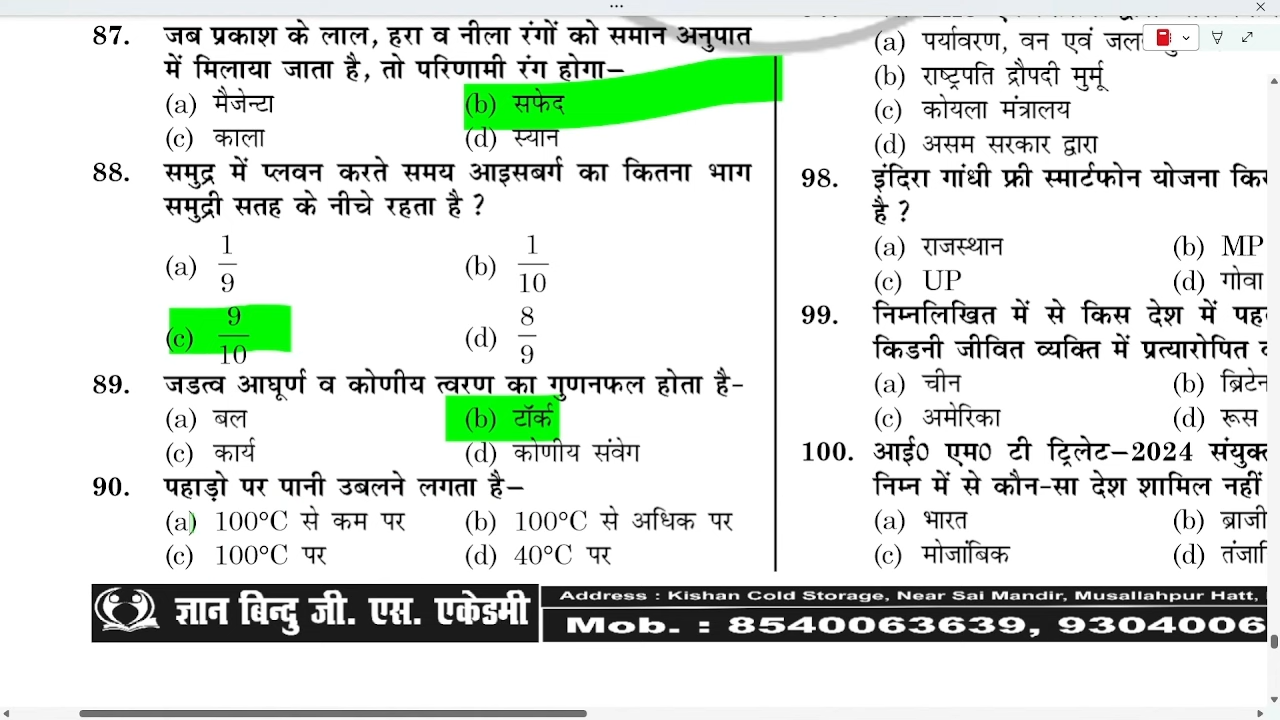 87. जब प्रकाश के लाल, हरा व नीला रंगों को समान अनुपात
में मिलाया जाता है, तो परिणामी रंग होगा–
(a) मैजेन्टा (b) सफेद
(c) काला (d) स्यान
88. समुद्र में प्लवन करते समय आइसबर्ग का कितना भाग
समुद्री सतह के नीचे रहता है ?
(a) 1/9 (b) 1/10
(c) 9/10 (d) 8/9
89. जडत्व आघूर्ण व कोणीय त्वरण का गुणनफल होता है-
(a) बल (b) टॉर्क
(c) कार्य (d) कोणीय संवेग
90. पहाड़ो पर पानी उबलने लगता है–
(a) 100°C से कम पर (b) 100°C से अधिक पर
(c) 100°C पर (d) 40°C पर
(a) पर्यावरण, वन एवं
(b) राष्ट्रपति द्रौपदी मुर्मू
(c) कोयला मंत्रालय
(d) असम सरकार द्वारा
98. इंदिरा गांधी फ्री स्मार्टफोन योजना
है ?
(a) राजस्थान (b) MP
(c) UP (d) गोवा
99. निम्नलिखित में से किस देश में
किडनी जीवित व्यक्ति में प्रत्यारोपित
(a) चीन (b) ब्रिटेन
(c) अमेरिका (d) रूस
100. आई0 एम0 टी ट्रिलेट–2024
निम्न में से कौन-सा देश शामिल नहीं
(a) भारत (b) ब्राजी
(c) मोजांबिक (d)
ज्ञान बिन्दु जी. एस. एकेडमी
Address : Kishan Cold Storage, Near Sai Mandir, Musallahpur Hatt,
Mob. : 8540063639, 9304006